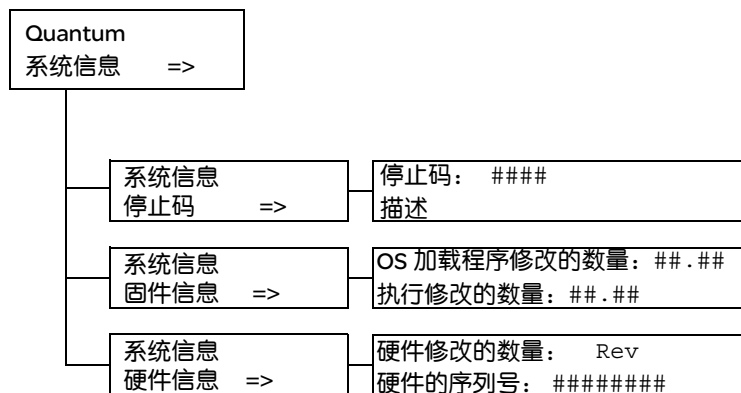 Quantum
系统信息 =>
系统信息
停止码 =>
停止码： ####
描述
系统信息
固件信息 =>
OS 加载程序修改的数量：##.##
执行修改的数量：##.##
系统信息
硬件信息 =>
硬件修改的数量： Rev
硬件的序列号： ########